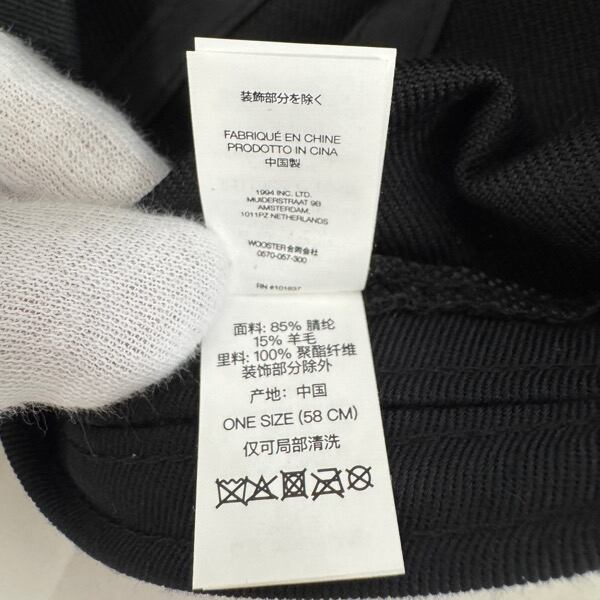 装飾部分を除く
FABRIQUÉ EN CHINE
PRODOTTO IN CINA
中国製
1994 INC. LTD.
MUIDERSTRAAT 9B
AMSTERDAM,
1011PZ NETHERLANDS
WOOSTER合同会社
0570-057-300
RN #101837
面料: 85% 腈纶
15% 羊毛
里料: 100% 聚酯纤维
装饰部分除外
产地: 中国
ONE SIZE (58 CM)
仅可局部清洗